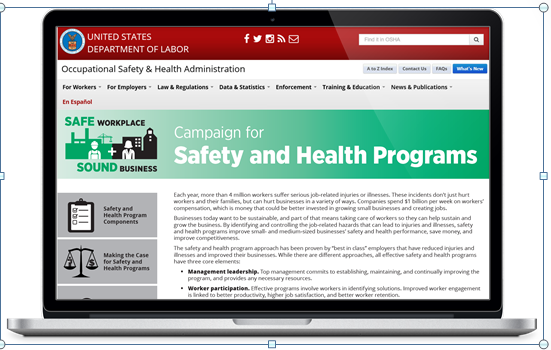 UNITED STATES
DEPARTMENT OF LABOR
Find it in OSHA
Occupational Safety & Health Administration
A to Z Index
Contact Us
FAQs
What's New
For Workers
For Employers
Law & Regulations
Data & Statistics
Enforcement
Training & Education
News & Publications
En Español
SAFE WORKPLACE
SOUND BUSINESS
Campaign for
Safety and Health Programs
Safety and
Health Program
Components
Making the Case
for Safety and
Health Programs
Each year, more than 4 million workers suffer serious job-related injuries or illnesses. These incidents don't just hurt
workers and their families, but can hurt businesses in a variety of ways. Companies spend $1 billion per week on workers'
compensation, which is money that could be better invested in growing small businesses and creating jobs.
Businesses today want to be sustainable, and part of that means taking care of workers so they can help sustain and
grow the business. By identifying and controlling the job-related hazards that can lead to injuries and illnesses, safety
and health programs improve small- and medium-sized businesses' safety and health performance, save money, and
improve competitiveness.
The safety and health program approach has been proven by "best in class" employers that have reduced injuries and
illnesses and improved their businesses. While there are different approaches, all effective safety and health programs
have three core elements:
• Management leadership. Top management commits to establishing, maintaining, and continually improving the
program, and provides any necessary resources.
• Worker participation. Effective programs involve workers in identifying solutions. Improved worker engagement
is linked to better productivity, higher job satisfaction, and better worker retention.